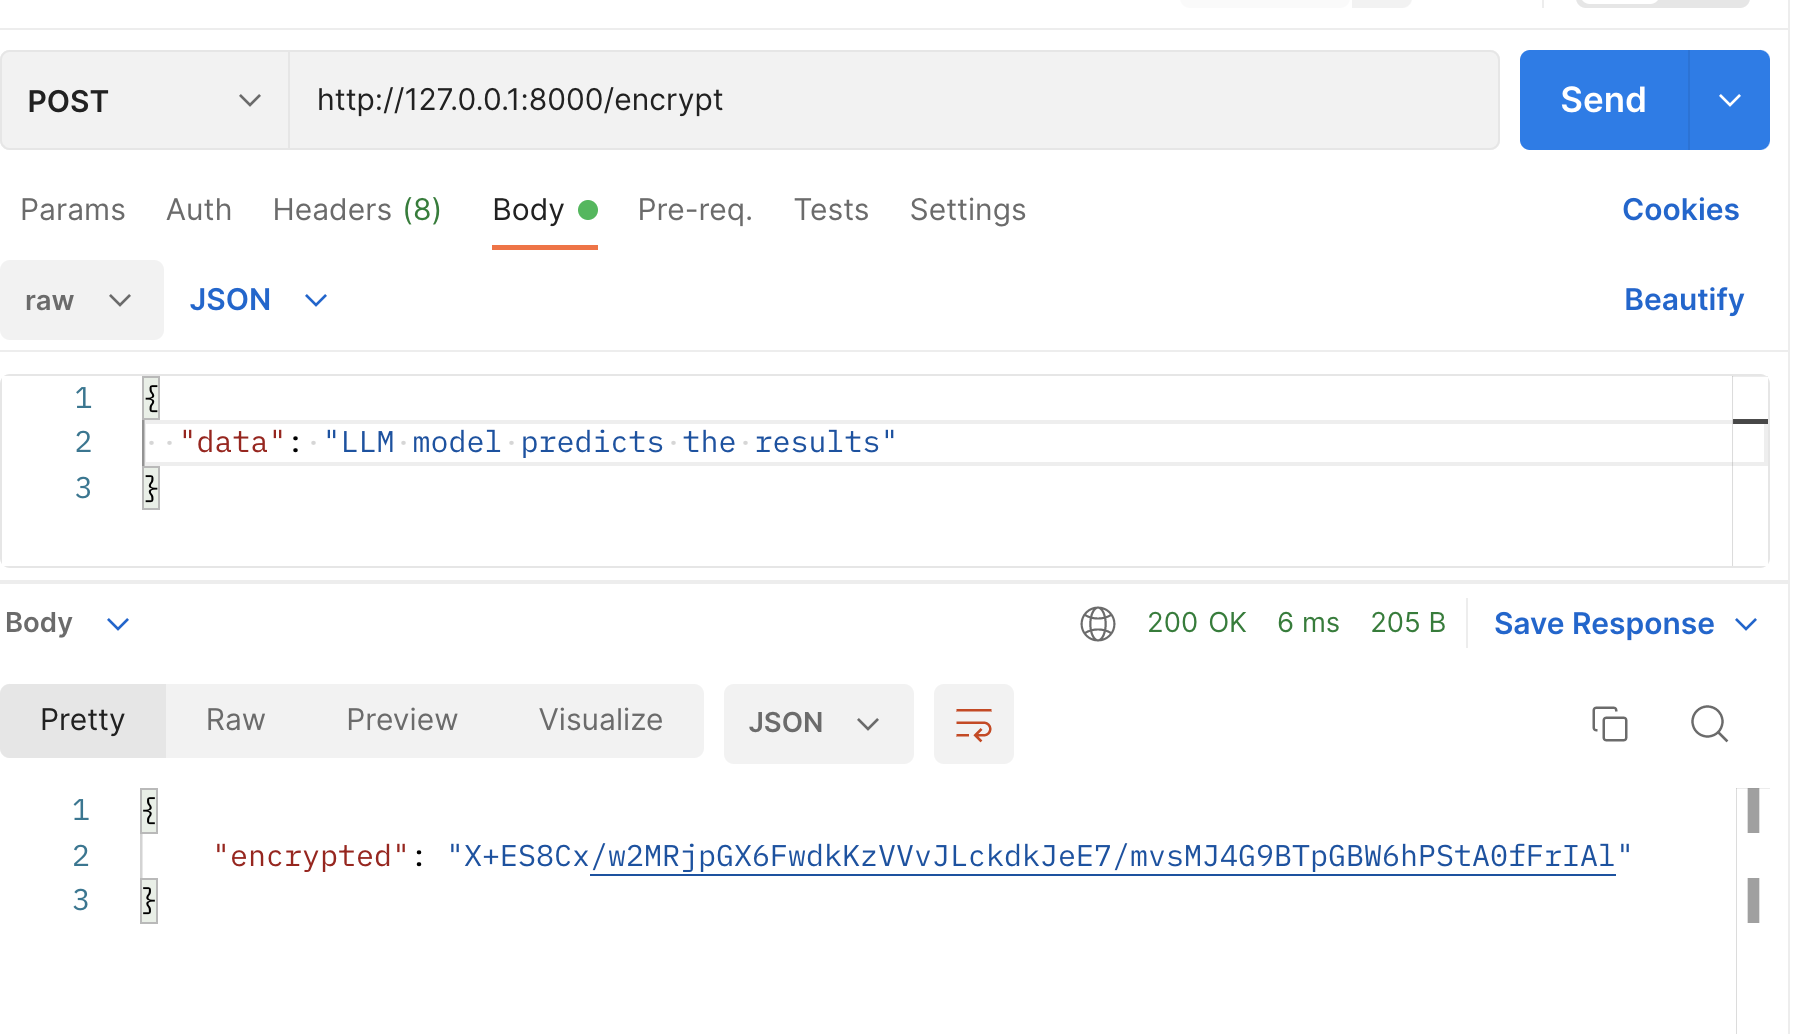 POST http://127.0.0.1:8000/encrypt Send
Params Auth Headers (8) Body Pre-req. Tests Settings Cookies
raw JSON Beautify
1 {
2 "data": "LLM model predicts the results"
3 }
Body 200 OK 6 ms 205 B Save Response
Pretty Raw Preview Visualize JSON
1 {
2 "encrypted": "X+ES8Cx/w2MRjpGX6FwdkKzVVvJLckdkJeE7/mvsMJ4G9BTpGBW6hPStA0fFrIAl"
3 }